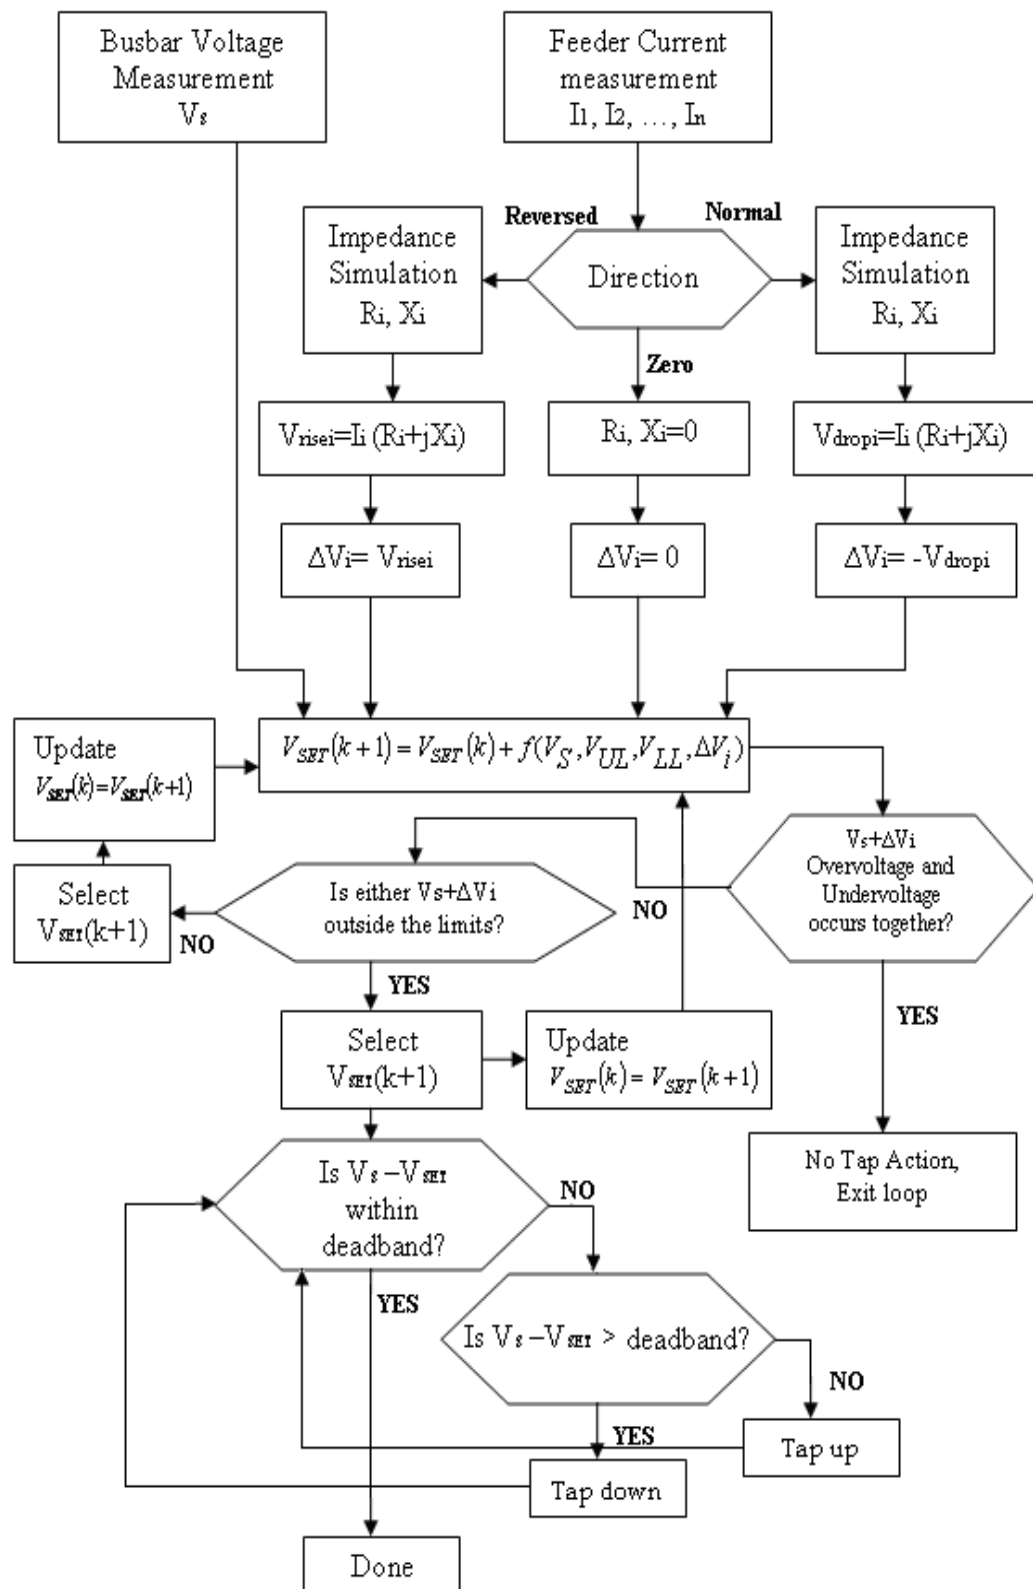 Busbar Voltage
Measurement
Vs
Feeder Current
measurement
I1, I2, ..., In
Reversed
Normal
Impedance
Simulation
Ri, Xi
Direction
Impedance
Simulation
Ri, Xi
Zero
Vrisei=Ii (Ri+jXi)
Ri, Xi=0
Vdropi=Ii (Ri+jXi)
ΔVi= Vrisei
ΔVi= 0
ΔVi= -Vdropi
Update
VSET(k)=VSET(k+1)
VSET(k+1) = VSET(k) + f(VS, VUL, VLL, ΔVi)
Vs+ΔVi
Overvoltage and
Undervoltage
occurs together?
Is either Vs+ΔVi
outside the limits?
NO
Select
VSET(k+1)
NO
YES
YES
Select
VSET(k+1)
Update
VSET(k) = VSET(k+1)
No Tap Action,
Exit loop
Is Vs –VSET
within
deadband?
NO
YES
Is Vs –VSET > deadband?
NO
YES
Tap up
Tap down
Done